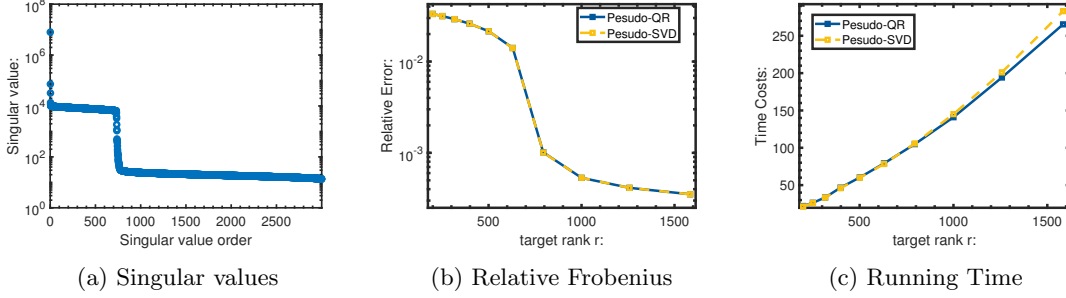 10^8
10^6
10^4
10^2
10^0
Singular value:
0 500 1000 1500 2000 2500
Singular value order
(a) Singular values
Pesudo-QR
Pesudo-SVD
10^-2
10^-3
Relative Error:
500 1000 1500
target rank r:
(b) Relative Frobenius
Pesudo-QR
Pesudo-SVD
250
200
150
100
50
Time Costs:
500 1000 1500
target rank r:
(c) Running Time